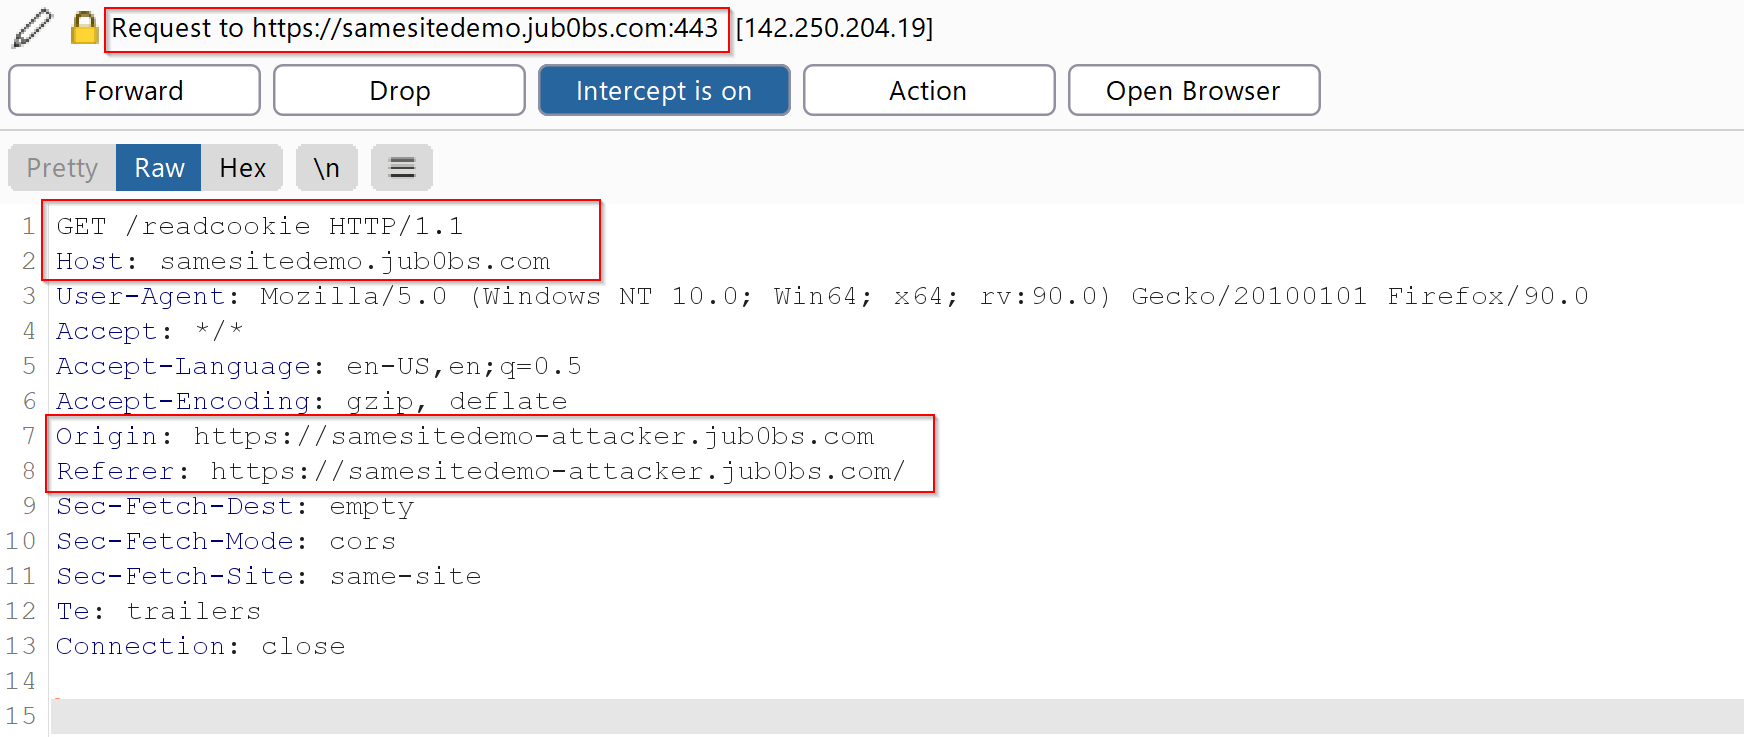 Request to https://samesitedemo.jub0bs.com:443 [142.250.204.19]
Forward Drop Intercept is on Action Open Browser
Pretty Raw Hex \n
1 GET /readcookie HTTP/1.1
2 Host: samesitedemo.jub0bs.com
3 User-Agent: Mozilla/5.0 (Windows NT 10.0; Win64; x64; rv:90.0) Gecko/20100101 Firefox/90.0
4 Accept: */*
5 Accept-Language: en-US,en;q=0.5
6 Accept-Encoding: gzip, deflate
7 Origin: https://samesitedemo-attacker.jub0bs.com
8 Referer: https://samesitedemo-attacker.jub0bs.com/
9 Sec-Fetch-Dest: empty
10 Sec-Fetch-Mode: cors
11 Sec-Fetch-Site: same-site
12 Te: trailers
13 Connection: close
14
15